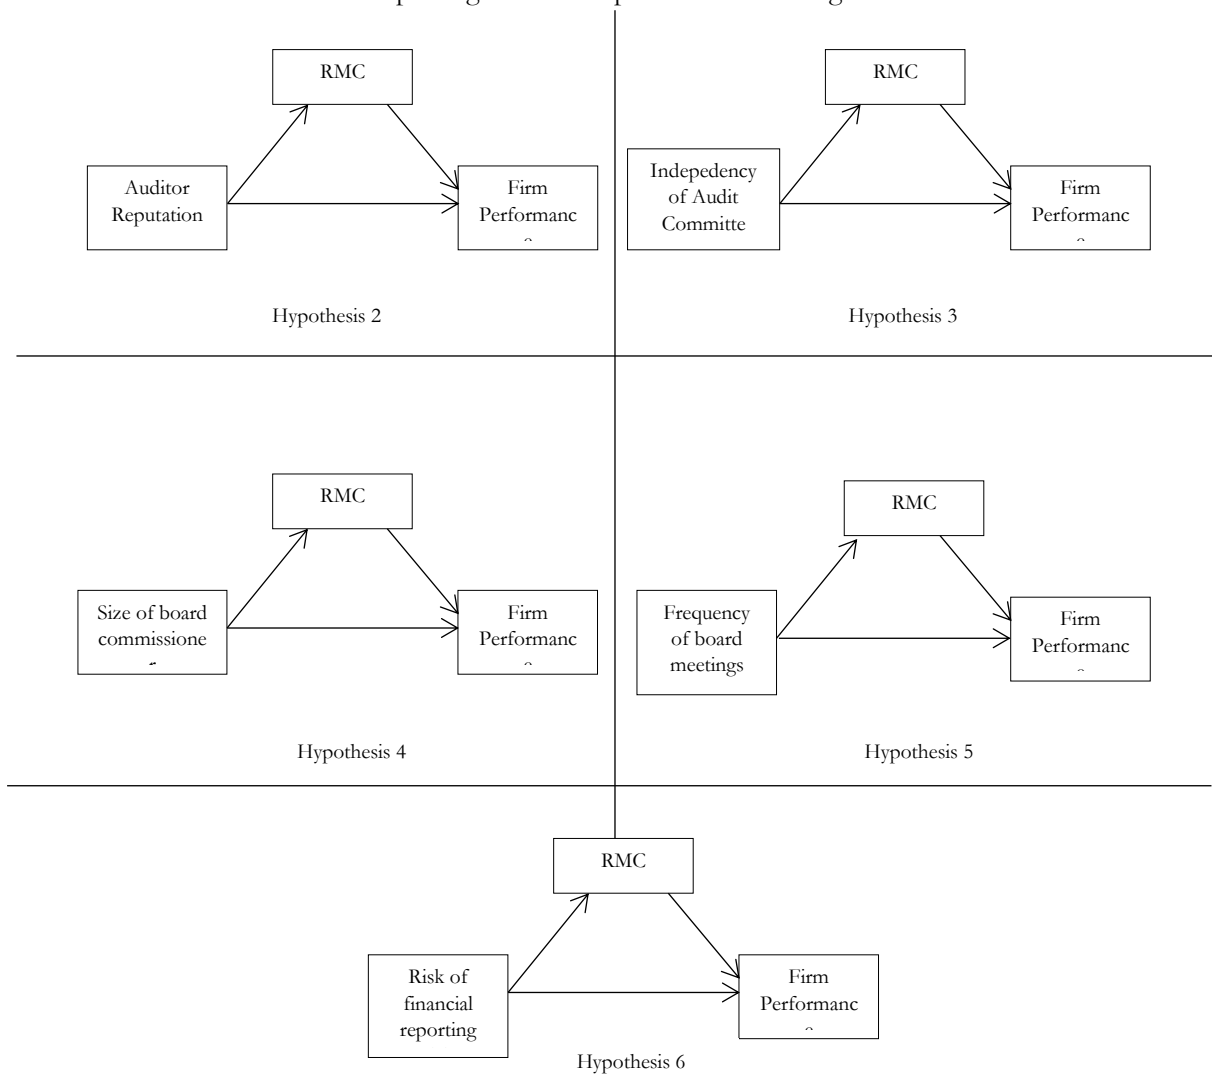 RMC
Auditor
Reputation
Firm
Performanc
Hypothesis 2
RMC
Indepedency
of Audit
Committe
Firm
Performanc
Hypothesis 3
RMC
Size of board
commissione
Firm
Performanc
Hypothesis 4
RMC
Frequency
of board
meetings
Firm
Performanc
Hypothesis 5
RMC
Risk of
financial
reporting
Firm
Performanc
Hypothesis 6